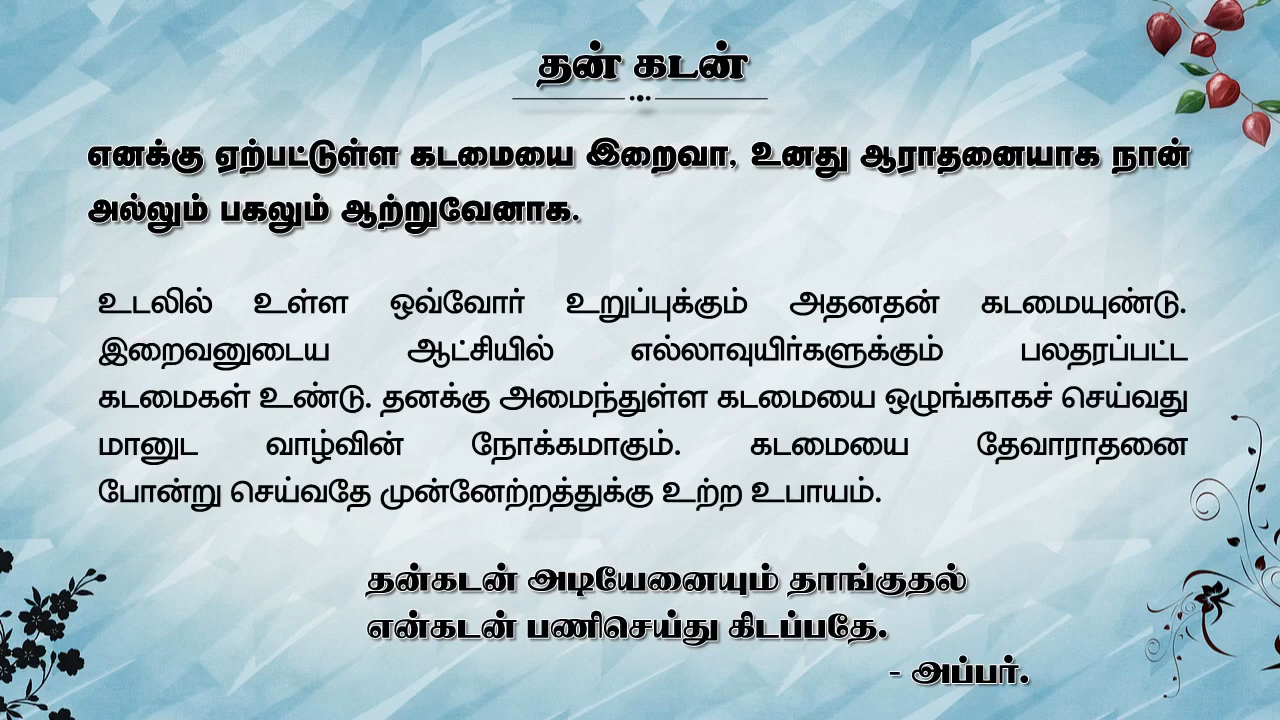 தன் கடன்
எனக்கு ஏற்பட்டுள்ள கடமையை இறைவா, உனது ஆராதனையாக நான்
அல்லும் பகலும் ஆற்றுவேனாக.
உடலில் உள்ள ஒவ்வோர் உறுப்புக்கும் அதனதன் கடமையுண்டு.
இறைவனுடைய ஆட்சியில் எல்லாவுயிர்களுக்கும் பலதரப்பட்ட
கடமைகள் உண்டு. தனக்கு அமைந்துள்ள கடமையை ஒழுங்காகச் செய்வது
மானுட வாழ்வின் நோக்கமாகும். கடமையை தேவாராதனை
போன்று செய்வதே முன்னேற்றத்துக்கு உற்ற உபாயம்.
தன்கடன் அடியேனையும் தாங்குதல்
என்கடன் பணிசெய்து கிடப்பதே.
- அப்பர்.